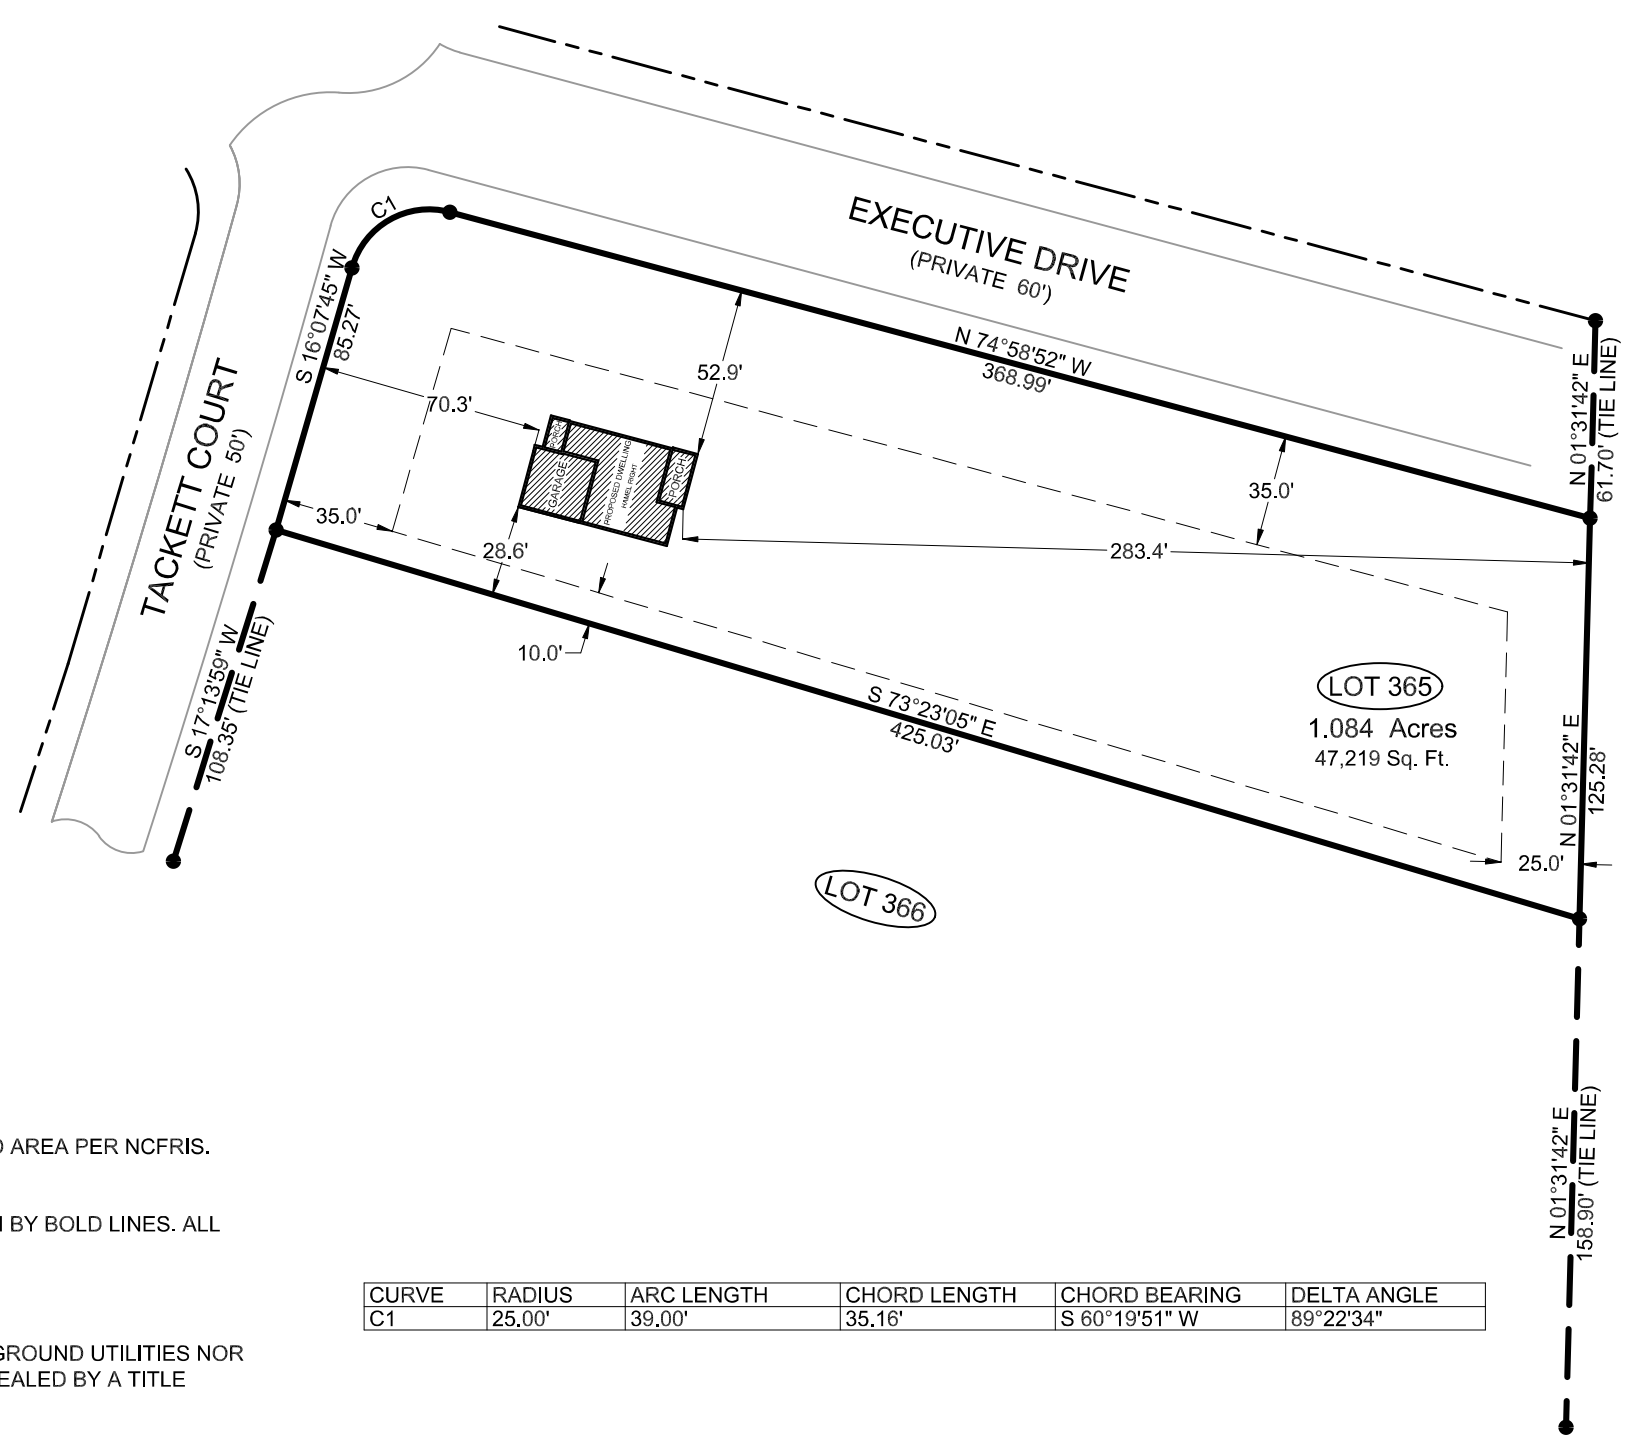 C1
EXECUTIVE DRIVE
(PRIVATE 60')
S 16°07'45" W
85.27'
N 74°58'52" W
368.99'
N 01°31'42" E
61.70' (TIE LINE)
52.9'
70.3'
TACKETT COURT
(PRIVATE 50')
PORCH
GARAGE
PROPOSED DWELLING
HAMEL RIGHT
PORCH
35.0'
35.0'
28.6'
283.4'
10.0'
S 17°13'59" W
108.35' (TIE LINE)
S 73°23'05" E
425.03'
LOT 365
1.084 Acres
47,219 Sq. Ft.
N 01°31'42" E
125.28'
25.0'
LOT 366
N 01°31'42" E
158.90' (TIE LINE)
AREA PER NCFRIS.
BY BOLD LINES. ALL
CURVE RADIUS ARC LENGTH CHORD LENGTH CHORD BEARING DELTA ANGLE
C1 25.00' 39.00' 35.16' S 60°19'51" W 89°22'34"
GROUND UTILITIES NOR
EALED BY A TITLE